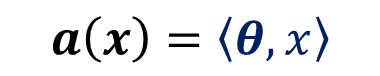 a(x) = ⟨θ, x⟩